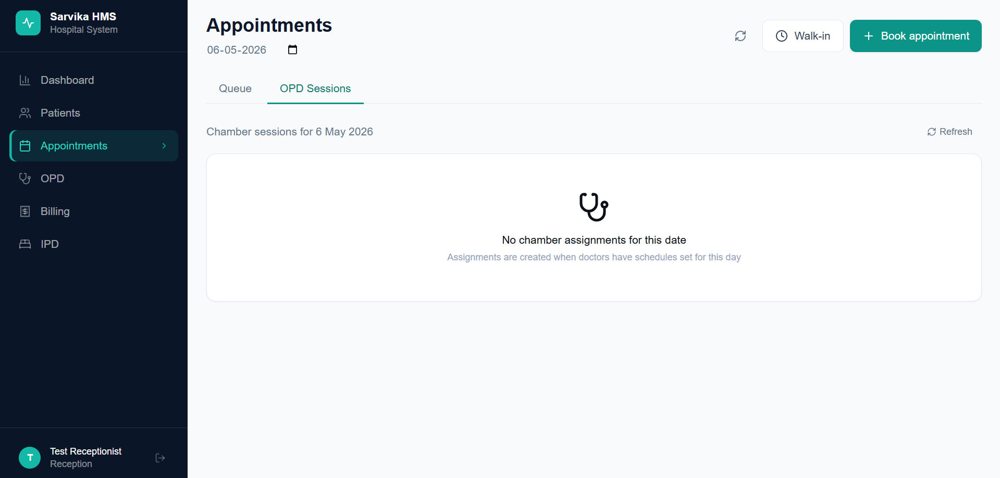 Sarvika HMS
Hospital System
Dashboard
Patients
Appointments
OPD
Billing
IPD
T
Test Receptionist
Reception
Appointments
06-05-2026
Walk-in
Book appointment
Queue
OPD Sessions
Chamber sessions for 6 May 2026
Refresh
No chamber assignments for this date
Assignments are created when doctors have schedules set for this day